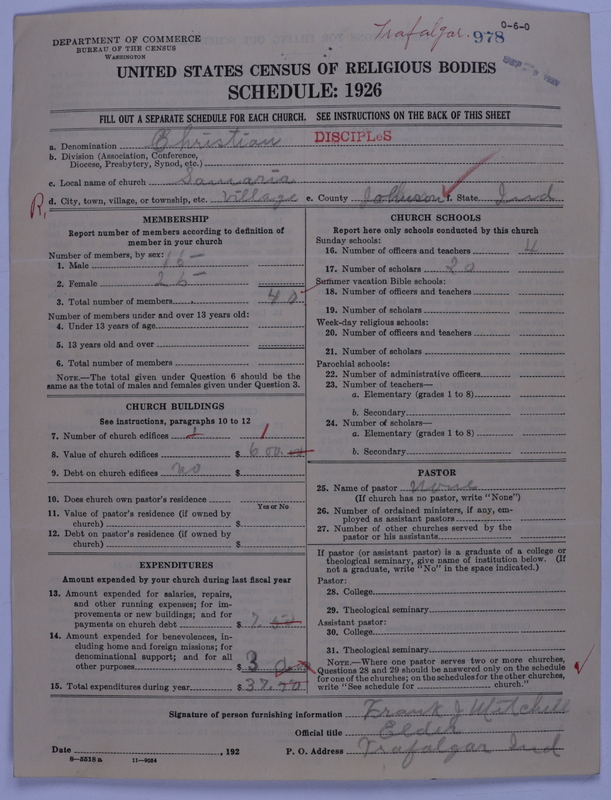 Trafalgar. 978 0-6-0
DEPARTMENT OF COMMERCE
BUREAU OF THE CENSUS
WASHINGTON
UNITED STATES CENSUS OF RELIGIOUS BODIES
SCHEDULE: 1926
FILL OUT A SEPARATE SCHEDULE FOR EACH CHURCH. SEE INSTRUCTIONS ON THE BACK OF THIS SHEET
a. Denomination Christian DISCIPLeS
b. Division (Association, Conference, Diocese, Presbytery, Synod, etc.)
c. Local name of church Samaria
R. d. City, town, village, or township, etc. Village e. County Johnson f. State Ind
MEMBERSHIP
Report number of members according to definition of member in your church
Number of members, by sex:
1. Male 15
2. Female 25
3. Total number of members 40
Number of members under and over 13 years old:
4. Under 13 years of age
5. 13 years old and over
6. Total number of members
NOTE.—The total given under Question 6 should be the same as the total of males and females given under Question 3.
CHURCH BUILDINGS
See instructions, paragraphs 10 to 12
7. Number of church edifices 1 1
8. Value of church edifices $ 600
9. Debt on church edifices no $
10. Does church own pastor's residence
Yes or No
11. Value of pastor's residence (if owned by church) $
12. Debt on pastor's residence (if owned by church) $
EXPENDITURES
Amount expended by your church during last fiscal year
13. Amount expended for salaries, repairs, and other running expenses; for improvements or new buildings; and for payments on church debt $ 7.50
14. Amount expended for benevolences, including home and foreign missions; for denominational support; and for all other purposes $ 3
15. Total expenditures during year $ 37.50
CHURCH SCHOOLS
Report here only schools conducted by this church
Sunday schools:
16. Number of officers and teachers 4
17. Number of scholars 20
Summer vacation Bible schools:
18. Number of officers and teachers
19. Number of scholars
Week-day religious schools:
20. Number of officers and teachers
21. Number of scholars
Parochial schools:
22. Number of administrative officers
23. Number of teachers—
a. Elementary (grades 1 to 8)
b. Secondary
24. Number of scholars—
a. Elementary (grades 1 to 8)
b. Secondary
PASTOR
25. Name of pastor None
(If church has no pastor, write "None")
26. Number of ordained ministers, if any, employed as assistant pastors
27. Number of other churches served by the pastor or his assistants
If pastor (or assistant pastor) is a graduate of a college or theological seminary, give name of institution below. (If not a graduate, write "No" in the space indicated.)
Pastor:
28. College
29. Theological seminary
Assistant pastor:
30. College
31. Theological seminary
NOTE.—Where one pastor serves two or more churches, Questions 28 and 29 should be answered only on the schedule for one of the churches; on the schedules for the other churches, write "See schedule for church."
Signature of person furnishing information Frank J Mitchell
Official title Elder
Date , 192 P. O. Address Trafalgar Ind
8—5318a 11—9054